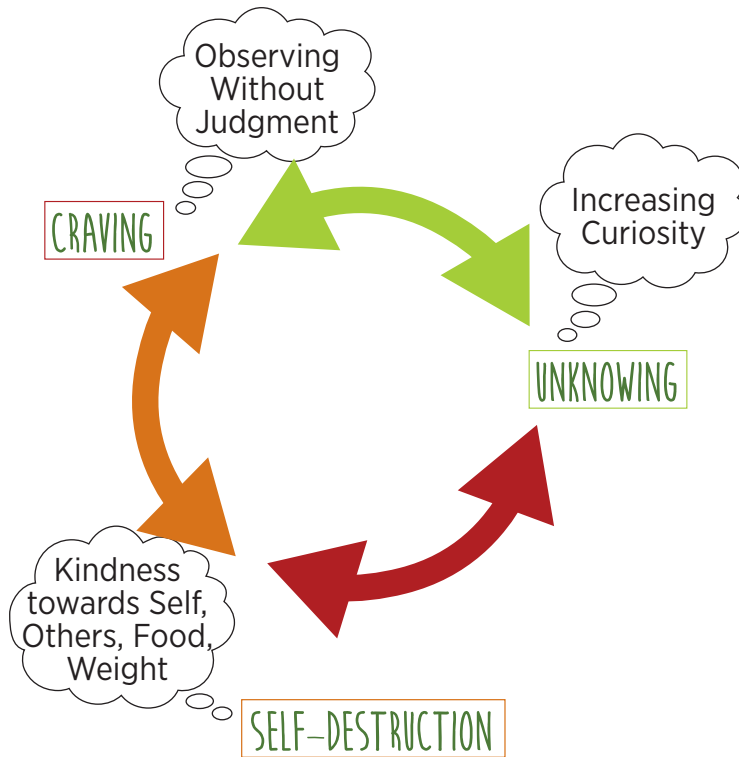 Observing
Without
Judgment
CRAVING
Increasing
Curiosity
UNKNOWING
Kindness
towards Self,
Others, Food,
Weight
SELF-DESTRUCTION